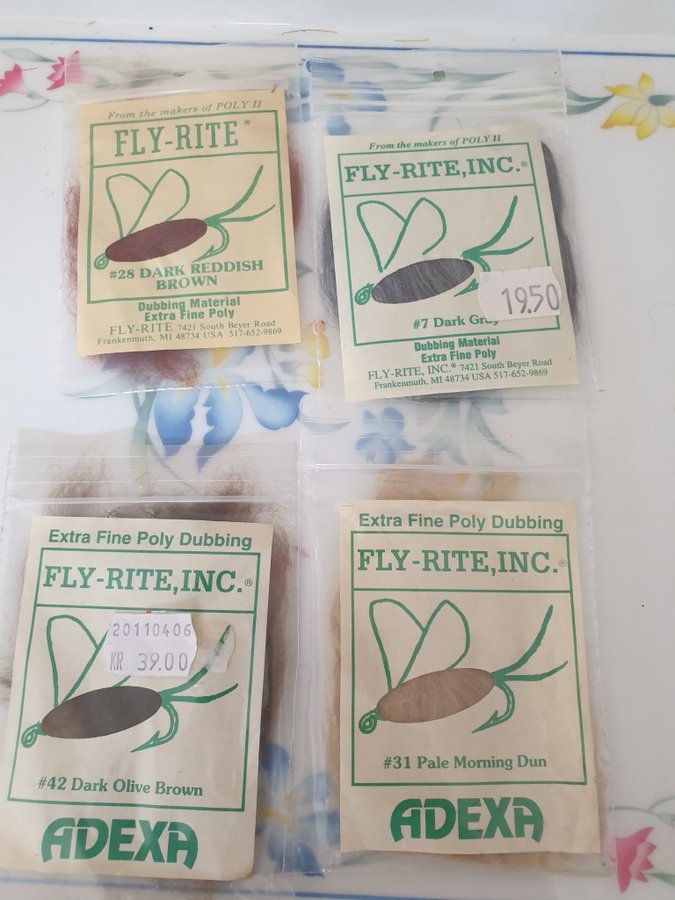 From the makers of POLY II
FLY-RITE®
#28 DARK REDDISH
BROWN
Dubbing Material
Extra Fine Poly
FLY-RITE 7421 South Beyer Road
Frankenmuth, MI 48734 USA 517-652-9869
From the makers of POLY II
FLY-RITE,INC.®
19.50
#7 Dark Gray
Dubbing Material
Extra Fine Poly
FLY-RITE, INC.® 7421 South Beyer Road
Frankenmuth, MI 48734 USA 517-652-9869
Extra Fine Poly Dubbing
FLY-RITE,INC.®
20110406
KR 39.00
#42 Dark Olive Brown
ADEXA
Extra Fine Poly Dubbing
FLY-RITE,INC.®
#31 Pale Morning Dun
ADEXA